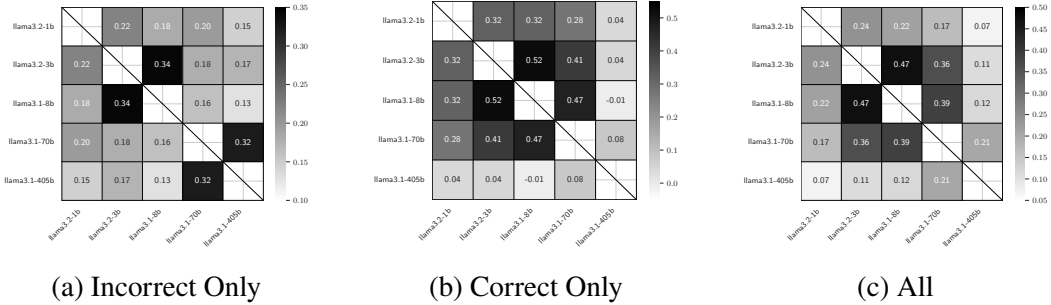 llama3.2-1b 0.22 0.18 0.20 0.15
llama3.2-3b 0.22 0.34 0.18 0.17
llama3.1-8b 0.18 0.34 0.16 0.13
llama3.1-70b 0.20 0.18 0.16 0.32
llama3.1-405b 0.15 0.17 0.13 0.32
llama3.2-1b llama3.2-3b llama3.1-8b llama3.1-70b llama3.1-405b
0.35
0.30
0.25
0.20
0.15
0.10
(a) Incorrect Only
llama3.2-1b 0.32 0.32 0.28 0.04
llama3.2-3b 0.32 0.52 0.41 0.04
llama3.1-8b 0.32 0.52 0.47 -0.01
llama3.1-70b 0.28 0.41 0.47 0.08
llama3.1-405b 0.04 0.04 -0.01 0.08
llama3.2-1b llama3.2-3b llama3.1-8b llama3.1-70b llama3.1-405b
0.5
0.4
0.3
0.2
0.1
0.0
(b) Correct Only
llama3.2-1b 0.24 0.22 0.17 0.07
llama3.2-3b 0.24 0.47 0.36 0.11
llama3.1-8b 0.22 0.47 0.39 0.12
llama3.1-70b 0.17 0.36 0.39 0.21
llama3.1-405b 0.07 0.11 0.12 0.21
llama3.2-1b llama3.2-3b llama3.1-8b llama3.1-70b llama3.1-405b
0.50
0.45
0.40
0.35
0.30
0.25
0.20
0.15
0.10
0.05
(c) All